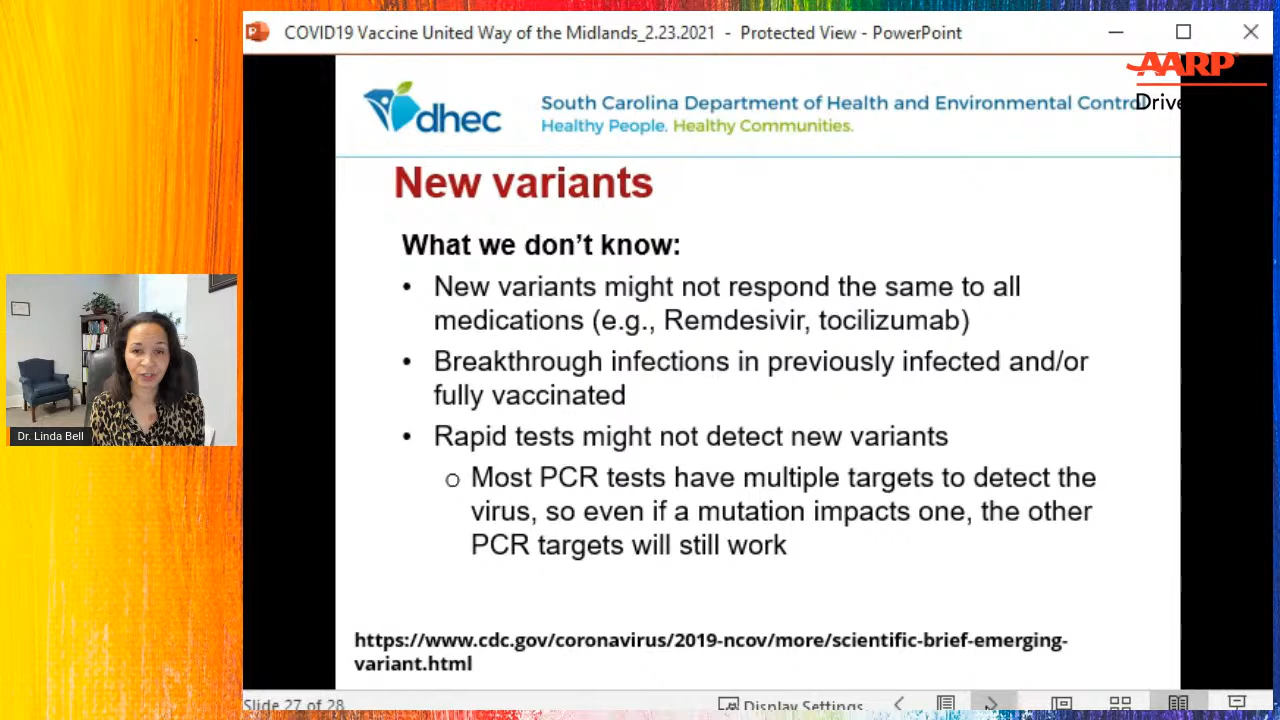 COVID19 Vaccine United Way of the Midlands_2.23.2021 - Protected View - PowerPoint
AARP
Drive
dhec
South Carolina Department of Health and Environmental Contro
Healthy People. Healthy Communities.
New variants
What we don't know:
• New variants might not respond the same to all
medications (e.g., Remdesivir, tocilizumab)
• Breakthrough infections in previously infected and/or
fully vaccinated
• Rapid tests might not detect new variants
o Most PCR tests have multiple targets to detect the
virus, so even if a mutation impacts one, the other
PCR targets will still work
https://www.cdc.gov/coronavirus/2019-ncov/more/scientific-brief-emerging-
variant.html
Dr. Linda Bell
Slide 27 of 28
Display Settings